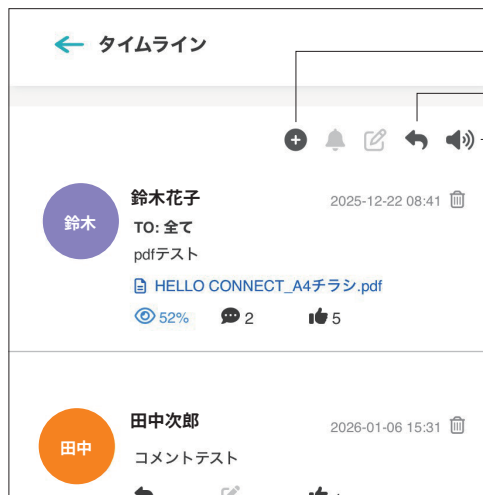 タイムライン
鈴木
鈴木花子
2025-12-22 08:41
TO: 全て
pdfテスト
HELLO CONNECT_A4チラシ.pdf
52% 2 5
田中
田中次郎
2026-01-06 15:31
コメントテスト